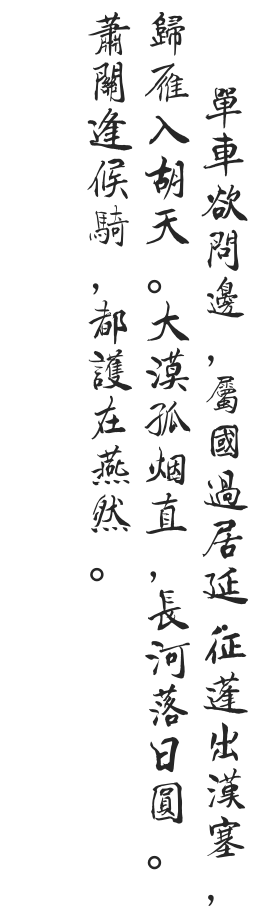 單車欲問邊，屬國過居延征蓬出漢塞，
歸雁入胡天。大漠孤烟直，長河落日圓。
蕭關逢候騎，都護在燕然。